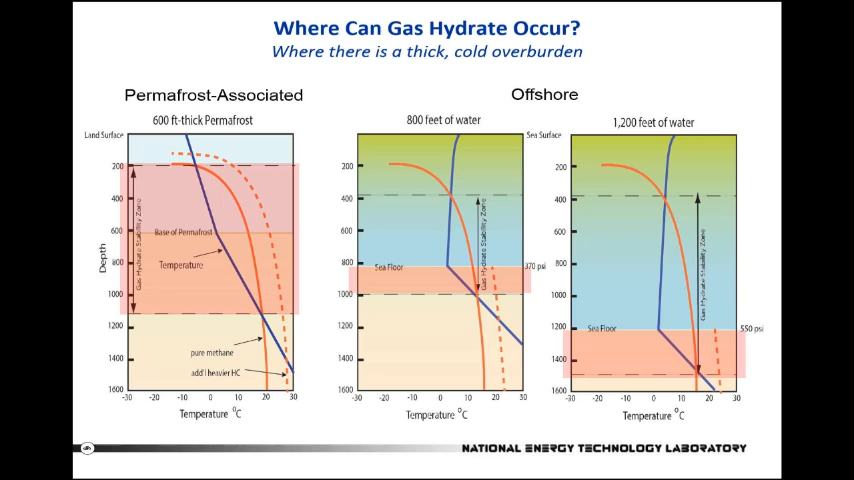 Where Can Gas Hydrate Occur?
Where there is a thick, cold overburden
Permafrost-Associated
Offshore
600 ft-thick Permafrost
800 feet of water
1,200 feet of water
Land Surface
Sea Surface
200
400
600
800
1000
1200
1400
1600
Depth
Gas Hydrate Stability Zone
Base of Permafrost
Temperature
pure methane
add'l heavier HC
-30 -20 -10 0 10 20 30
Temperature °C
200
400
600
800
1000
1200
1400
1600
Sea Floor
Gas Hydrate Stability Zone
370 psi
-30 -20 -10 0 10 20 30
Temperature °C
200
400
600
800
1000
1200
1400
1600
Sea Floor
Gas Hydrate Stability Zone
550 psi
-30 -20 -10 0 10 20 30
Temperature °C
NATIONAL ENERGY TECHNOLOGY LABORATORY